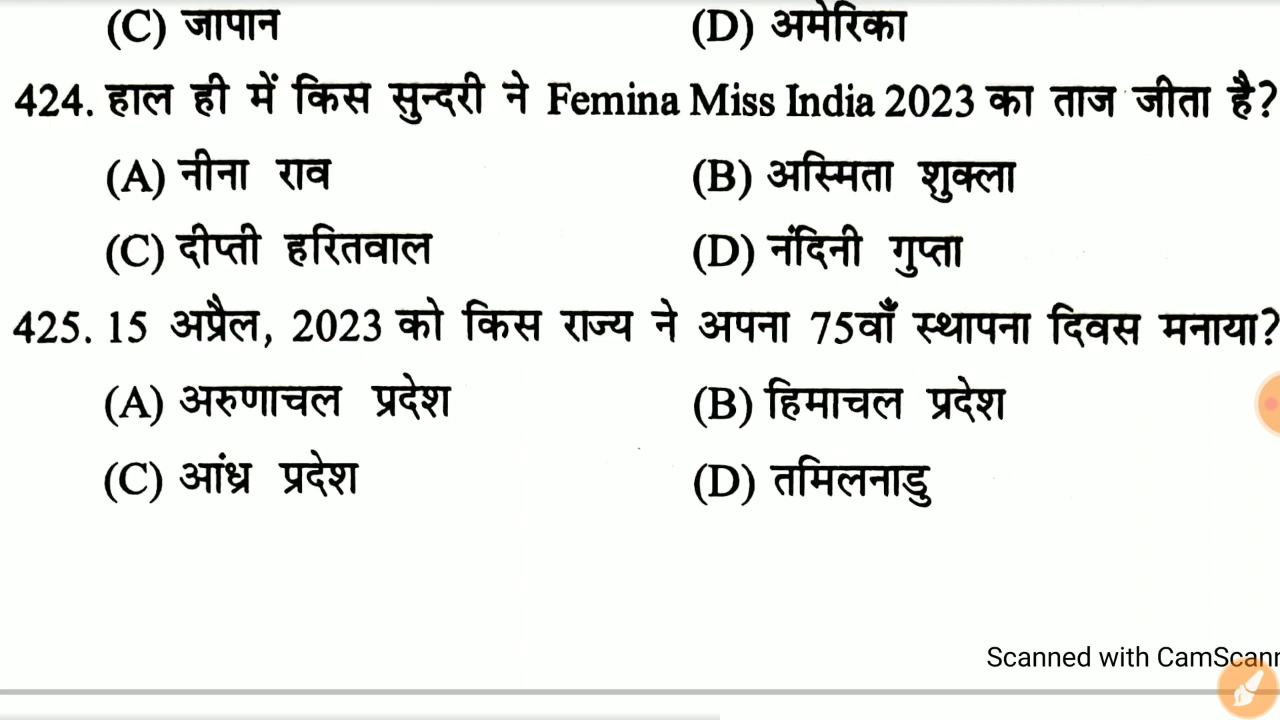 (C) जापान (D) अमेरिका
424. हाल ही में किस सुन्दरी ने Femina Miss India 2023 का ताज जीता है?
(A) नीना राव (B) अस्मिता शुक्ला
(C) दीप्ती हरितवाल (D) नंदिनी गुप्ता
425. 15 अप्रैल, 2023 को किस राज्य ने अपना 75वाँ स्थापना दिवस मनाया?
(A) अरुणाचल प्रदेश (B) हिमाचल प्रदेश
(C) आंध्र प्रदेश (D) तमिलनाडु
Scanned with CamScann